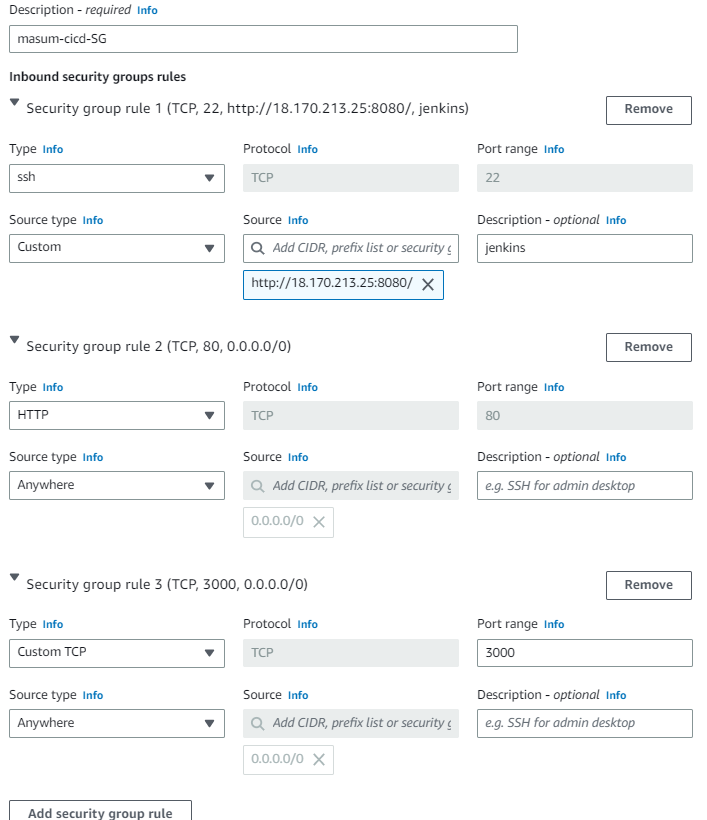 Description - required Info
masum-cicd-SG
Inbound security groups rules
Security group rule 1 (TCP, 22, http://18.170.213.25:8080/, jenkins) Remove
Type Info Protocol Info Port range Info
ssh TCP 22
Source type Info Source Info Description - optional Info
Custom Add CIDR, prefix list or security g jenkins
http://18.170.213.25:8080/
Security group rule 2 (TCP, 80, 0.0.0.0/0) Remove
Type Info Protocol Info Port range Info
HTTP TCP 80
Source type Info Source Info Description - optional Info
Anywhere Add CIDR, prefix list or security g e.g. SSH for admin desktop
0.0.0.0/0
Security group rule 3 (TCP, 3000, 0.0.0.0/0) Remove
Type Info Protocol Info Port range Info
Custom TCP TCP 3000
Source type Info Source Info Description - optional Info
Anywhere Add CIDR, prefix list or security g e.g. SSH for admin desktop
0.0.0.0/0
Add security group rule